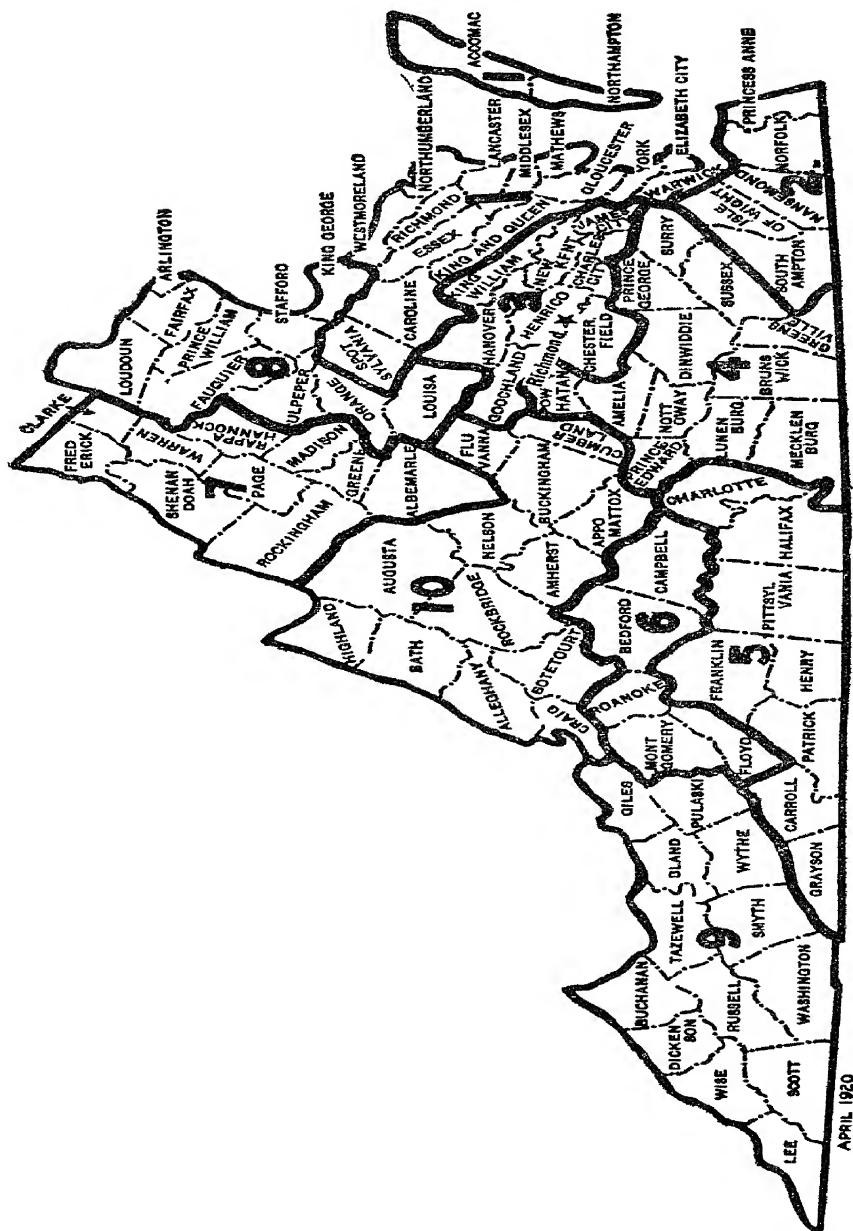 CLARKE
FRED
ERICK
WARREN
SHENAN
DOAH
PAGE
RAPPA
HANNOCK
MADISON
ROCKINGHAM
GREENE
ALBEMARLE
7
LOUDOUN
ARLINGTON
FAIRFAX
PRINCE
WILLIAM
FAUQUIER
8
STAFFORD
KING GEORGE
CULPEPER
ORANGE
LOUISA
SPOT
SYLVANIA
CAROLINE
WESTMORELAND
NORTHUMBERLAND
RICHMOND
ESSEX
LANCASTER
MIDDLESEX
MATHEWS
KING AND QUEEN
GLOUCESTER
YORK
ELIZABETH CITY
WARWICK
1
ACCOMAC
1
NORTHAMPTON
KING
WILLIAM
HANOVER
NEW KENT
3
GOOCHLAND
HENRICO
CHARLES
CITY
JAMES
CITY
Richmond
CHESTER
FIELD
HIGHLAND
AUGUSTA
BATH
10
ROCKBRIDGE
NELSON
ALLEGHANY
BOTETOURT
AMHERST
CRAIG
FLU
VANNA
BUCKINGHAM
CUMBER
LAND
APPO
MATTOX
POW
HATAN
AMELIA
PRINCE
GEORGE
SURRY
SUSSEX
DINWIDDIE
NOTT
OWAY
PRINCE
EDWARD
4
LUNEN
BURG
BRUNS
WICK
MECKLEN
BURG
GREENS
VILLE
SOUTH
AMPTON
ISLE
OF WIGHT
NANSEMOND
NORFOLK
PRINCESS ANNE
2
BEDFORD
CAMPBELL
6
ROANOKE
MONT
GOMERY
FLOYD
CHARLOTTE
HALIFAX
PITTSYL
VANIA
FRANKLIN
5
HENRY
PATRICK
CARROLL
GRAYSON
GILES
PULASKI
BLAND
WYTHE
TAZEWELL
9
SMYTH
BUCHANAN
DICKEN
SON
RUSSELL
WASHINGTON
WISE
SCOTT
LEE
APRIL 1920